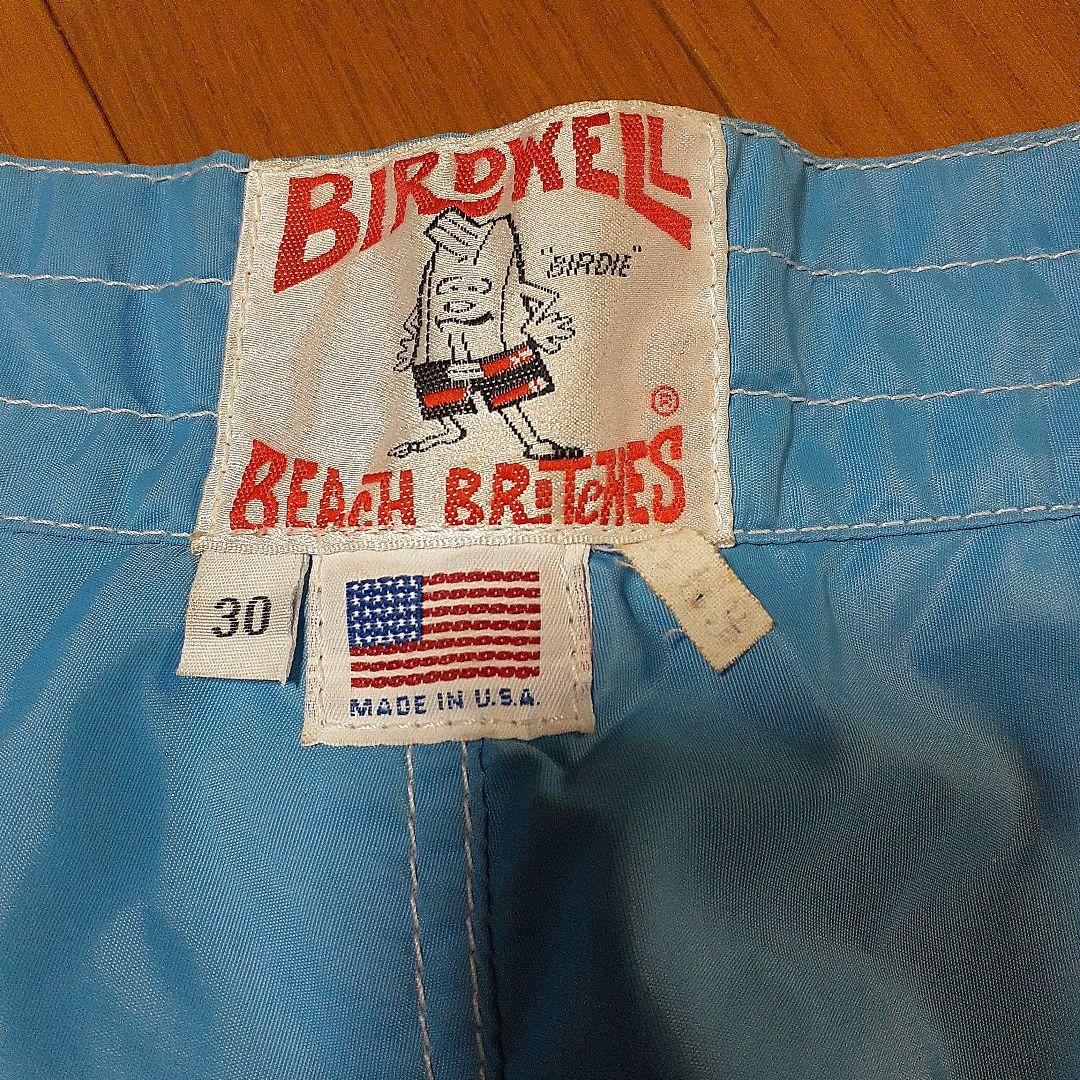 BIRDWELL
"BIRDIE"
®
BEACH BRITCHES
30
MADE IN U.S.A.